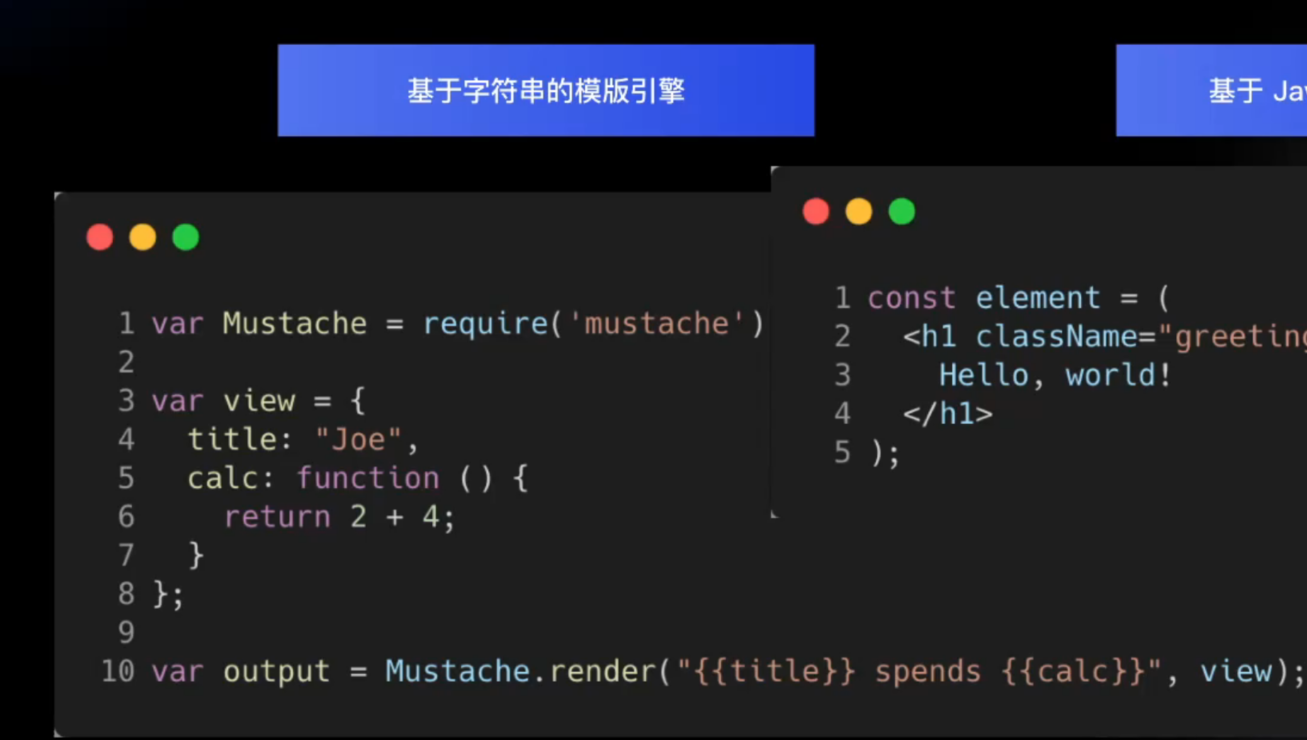 基于字符串的模版引擎
基于
1 var Mustache = require('mustache')
2
3 var view = {
4 title: "Joe",
5 calc: function () {
6 return 2 + 4;
7 }
8 };
9
10 var output = Mustache.render("{{title}} spends {{calc}}", view);
1 const element = (
2 <h1 className="greeting
3 Hello, world!
4 </h1>
5 );